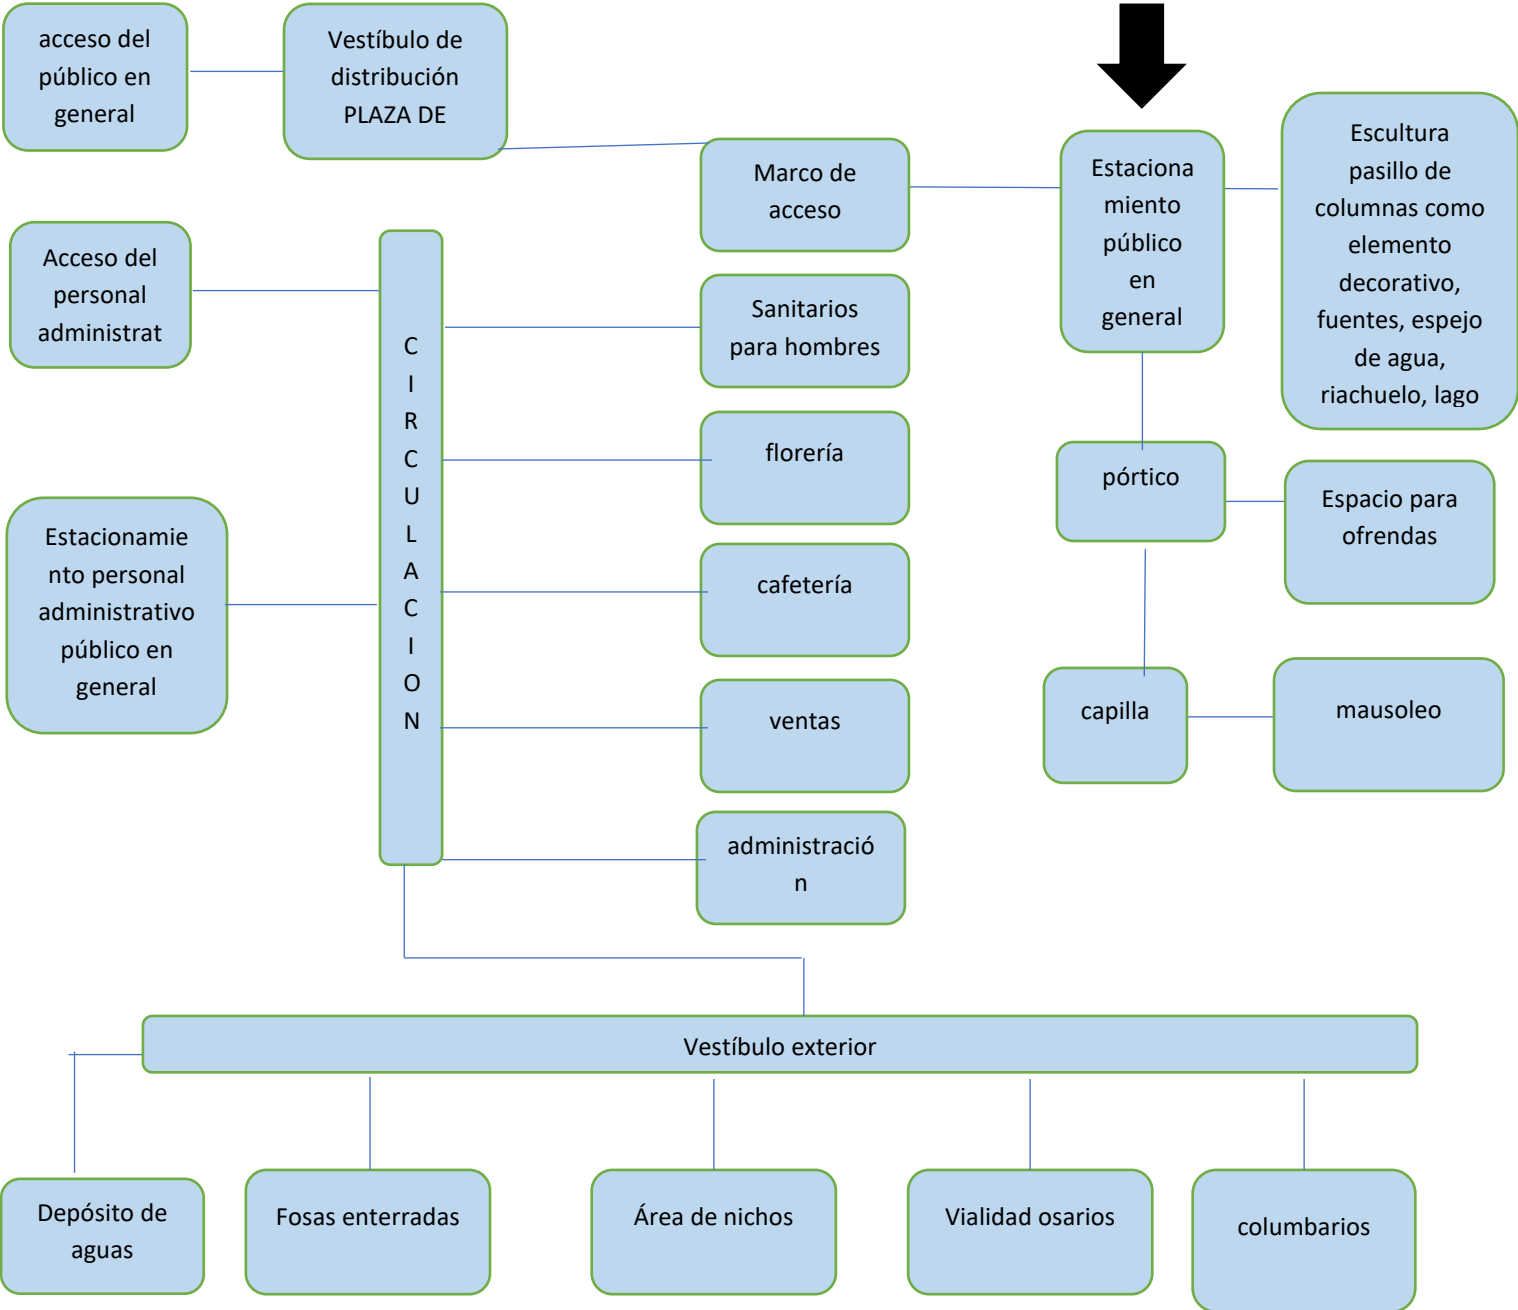 acceso del
público en
general
Vestíbulo de
distribución
PLAZA DE
Marco de
acceso
Estaciona
miento
público
en
general
Escultura
pasillo de
columnas como
elemento
decorativo,
fuentes, espejo
de agua,
riachuelo, lago
Acceso del
personal
administrat
C
I
R
C
U
L
A
C
I
O
N
Sanitarios
para hombres
florería
pórtico
Espacio para
ofrendas
Estacionamie
nto personal
administrativo
público en
general
cafetería
ventas
capilla
mausoleo
administració
n
Vestíbulo exterior
Depósito de
aguas
Fosas enterradas
Área de nichos
Vialidad osarios
columbarios